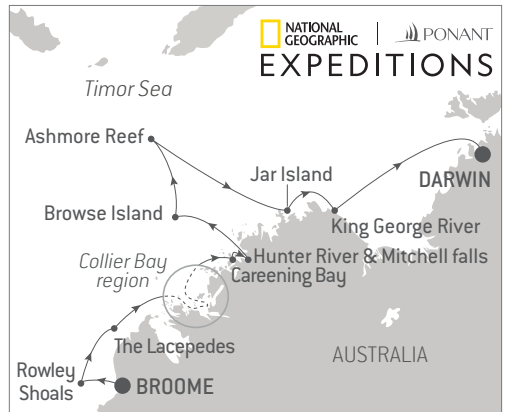 NATIONAL
GEOGRAPHIC
PONANT
EXPEDITIONS
Timor Sea
Ashmore Reef
Jar Island
DARWIN
Browse Island
King George River
Collier Bay
region
Hunter River & Mitchell falls
Careening Bay
The Lacepedes
AUSTRALIA
Rowley
Shoals
BROOME